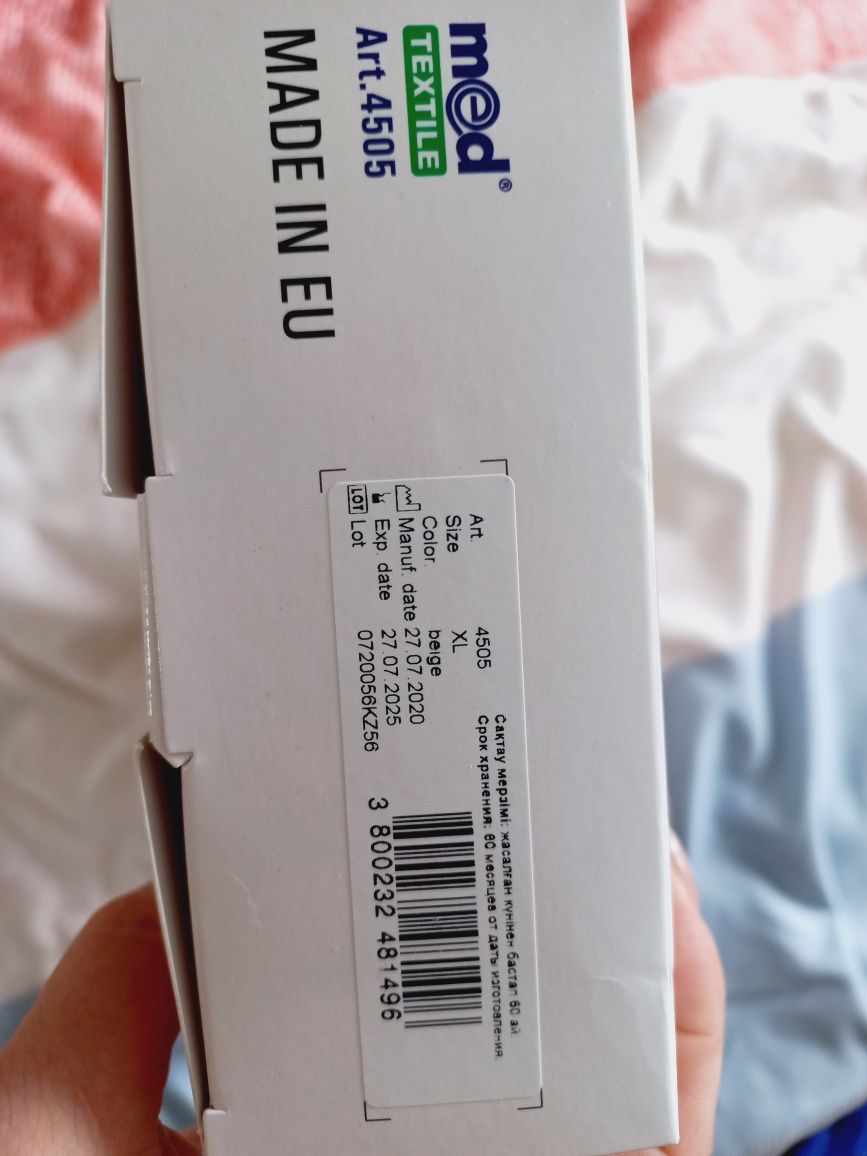 med®
TEXTILE
Art.4505
MADE IN EU
Сақтау мерзімі: жасалған күнінен бастап 60 ай.
Срок хранения: 60 месяцев от даты изготовления.
Art. 4505
Size XL
Color. beige
Manuf. date 27.07.2020
Exp. date 27.07.2025
LOT Lot 0720056KZ56
3 800232 481496